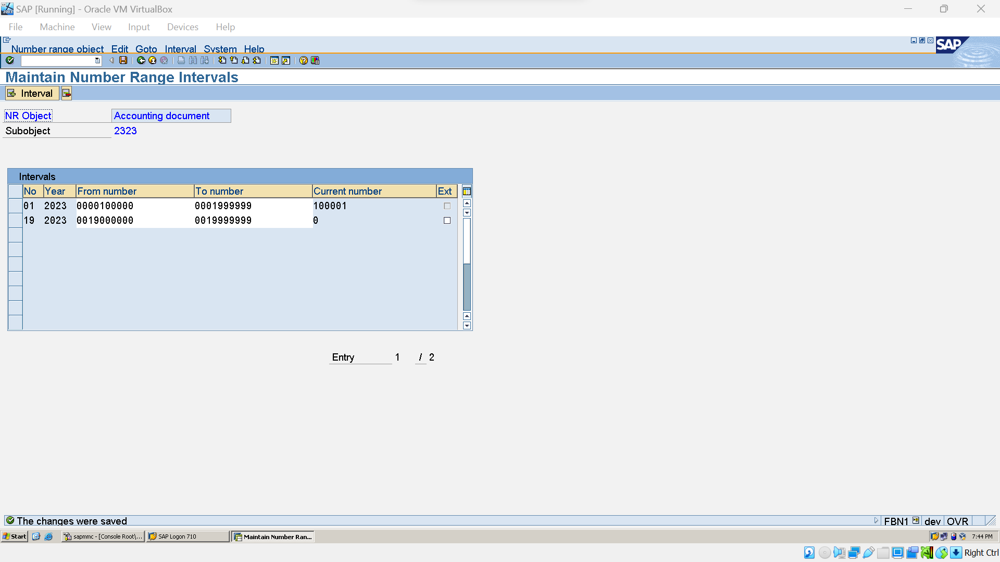 SAP [Running] - Oracle VM VirtualBox
File Machine View Input Devices Help
Number range object Edit Goto Interval System Help
SAP
Maintain Number Range Intervals
Interval
NR Object Accounting document
Subobject 2323
Intervals
No Year From number To number Current number Ext
01 2023 0000100000 0001999999 100001
19 2023 0019000000 0019999999 0
Entry 1 / 2
The changes were saved
FBN1 dev OVR
Start sapmmc - [Console Root\... SAP Logon 710 Maintain Number Ran... 7:44 PM
Right Ctrl